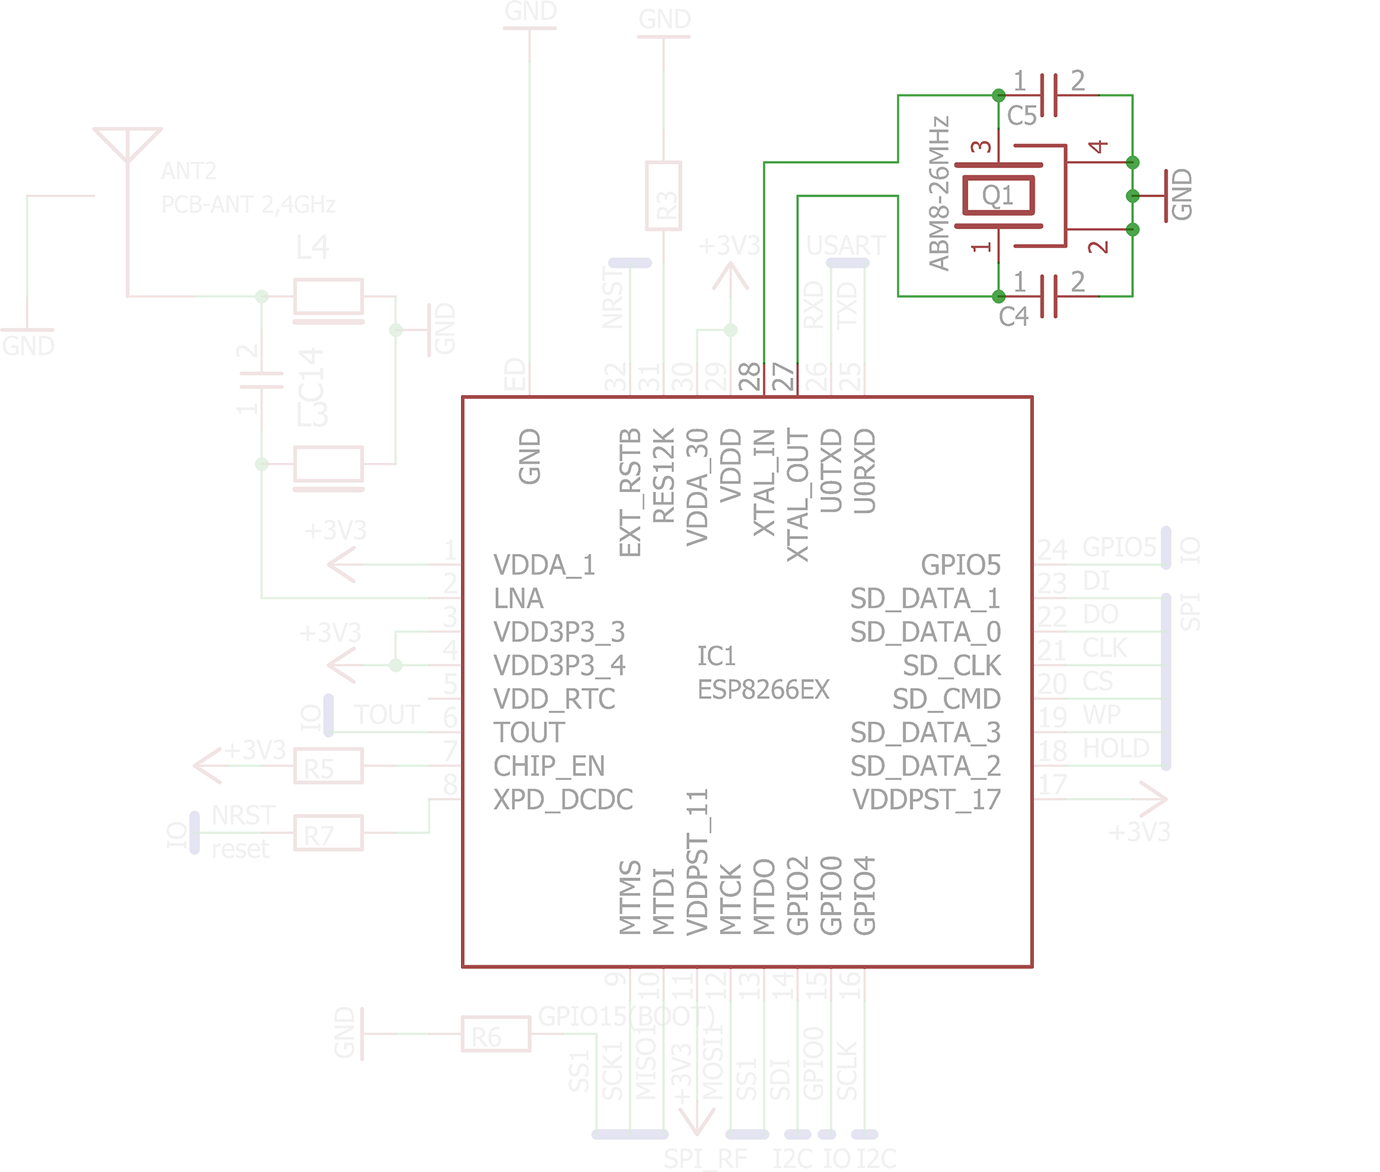 GND
GND
1
2
C5
ABM8-26MHz
3
4
Q1
GND
1
2
1
2
C4
ANT2
PCB-ANT 2,4GHz
L4
R3
+3V3
USART
NRST
RXD
TXD
GND
GND
2
C14
1
L3
ED
32
31
30
29
28
27
26
25
GND
EXT_RSTB
RES12K
VDDA_30
VDDD
XTAL_IN
XTAL_OUT
U0TXD
U0RXD
+3V3
1
VDDA_1
GPIO5
24
GPIO5
IO
2
LNA
SD_DATA_1
23
DI
SPI
+3V3
3
VDD3P3_3
SD_DATA_0
22
DO
4
VDD3P3_4
IC1
SD_CLK
21
CLK
5
VDD_RTC
ESP8266EX
SD_CMD
20
CS
IO
TOUT
6
TOUT
SD_DATA_3
19
WP
+3V3
R5
7
CHIP_EN
SD_DATA_2
18
HOLD
8
XPD_DCDC
VDDPST_17
17
+3V3
IO
NRST
reset
R7
MTMS
MTDI
VDDPST_11
MTCK
MTDO
GPIO2
GPIO0
GPIO4
9
10
11
12
13
14
15
16
GND
R6
GPIO15(BOOT)
SS1
SCK1
MISO1
+3V3
MOSI1
SS1
SDI
GPIO0
SCLK
SPI_RF
I2C
IO
I2C